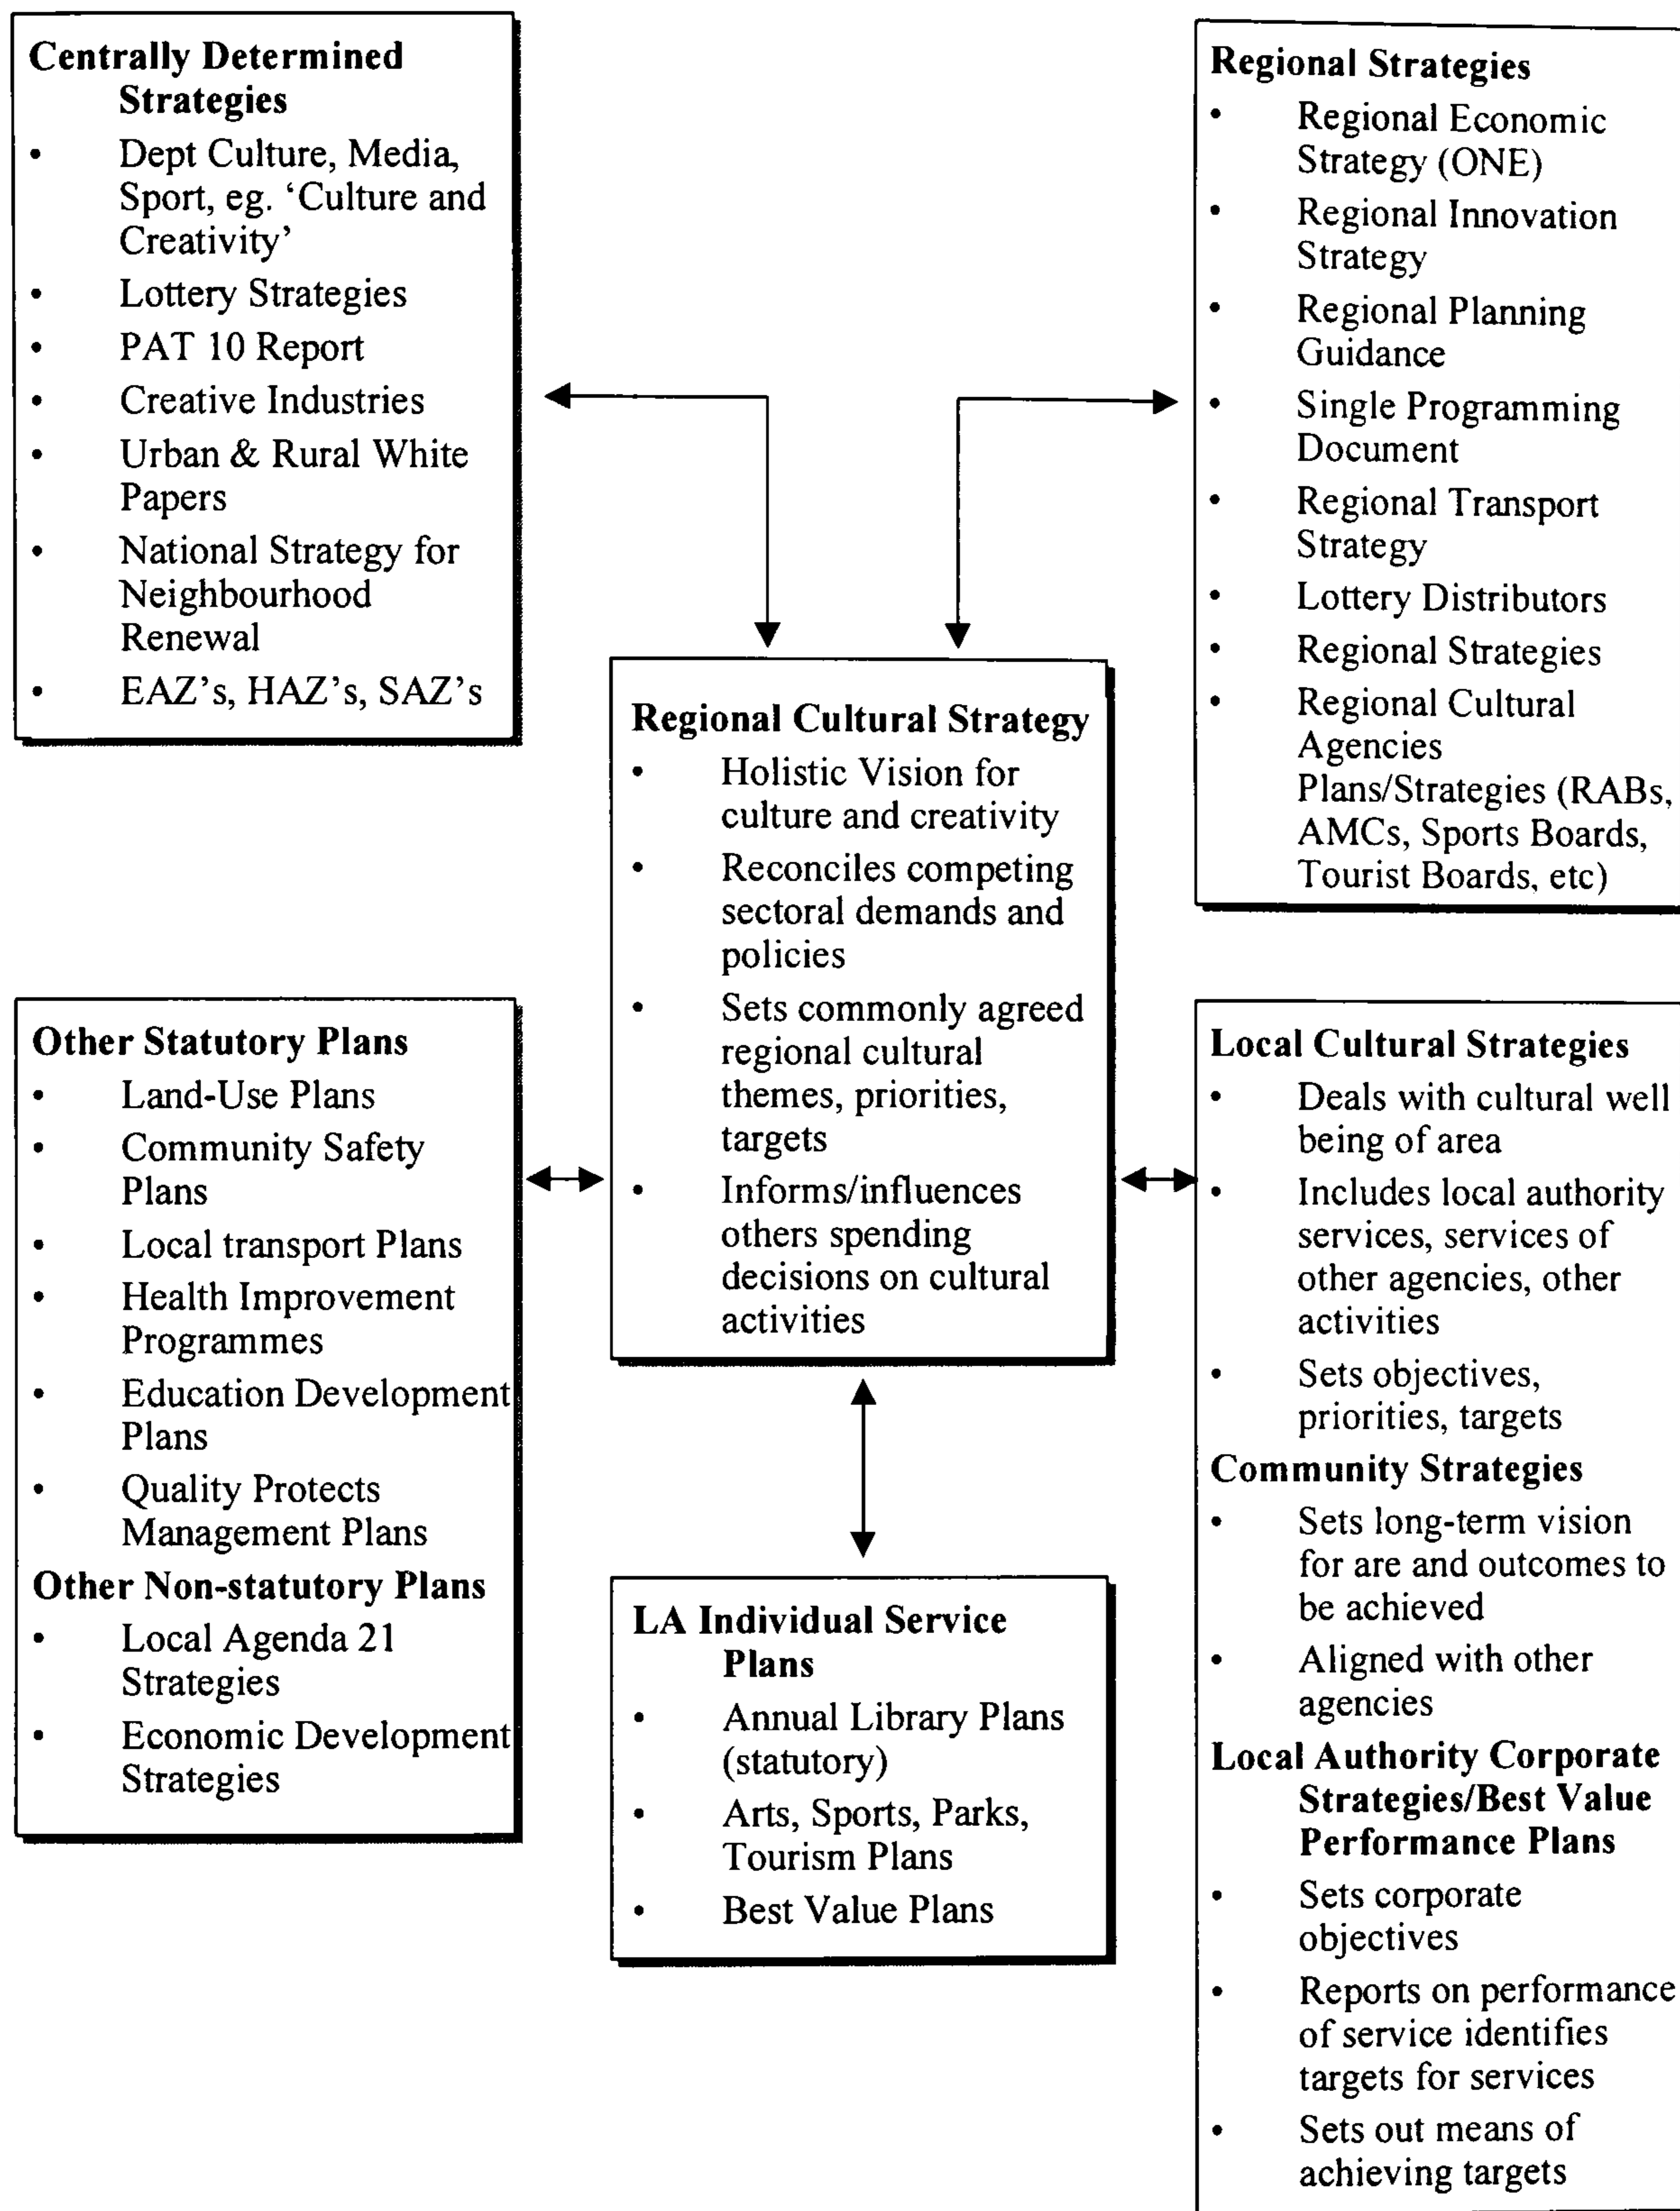 Centrally Determined
Strategies
• Dept Culture, Media,
Sport, eg. ‘Culture and
Creativity’
• Lottery Strategies
• PAT 10 Report
• Creative Industries
• Urban & Rural White
Papers
• National Strategy for
Neighbourhood
Renewal
• EAZ’s, HAZ’s, SAZ’s
Regional Strategies
• Regional Economic
Strategy (ONE)
• Regional Innovation
Strategy
• Regional Planning
Guidance
• Single Programming
Document
• Regional Transport
Strategy
• Lottery Distributors
• Regional Strategies
• Regional Cultural
Agencies
Plans/Strategies (RABs,
AMCs, Sports Boards,
Tourist Boards, etc)
Regional Cultural Strategy
• Holistic Vision for
culture and creativity
• Reconciles competing
sectoral demands and
policies
• Sets commonly agreed
regional cultural
themes, priorities,
targets
• Informs/influences
others spending
decisions on cultural
activities
Other Statutory Plans
• Land-Use Plans
• Community Safety
Plans
• Local transport Plans
• Health Improvement
Programmes
• Education Development
Plans
• Quality Protects
Management Plans
Other Non-statutory Plans
• Local Agenda 21
Strategies
• Economic Development
Strategies
Local Cultural Strategies
• Deals with cultural well
being of area
• Includes local authority
services, services of
other agencies, other
activities
• Sets objectives,
priorities, targets
Community Strategies
• Sets long-term vision
for are and outcomes to
be achieved
• Aligned with other
agencies
Local Authority Corporate
Strategies/Best Value
Performance Plans
• Sets corporate
objectives
• Reports on performance
of service identifies
targets for services
• Sets out means of
achieving targets
LA Individual Service
Plans
• Annual Library Plans
(statutory)
• Arts, Sports, Parks,
Tourism Plans
• Best Value Plans